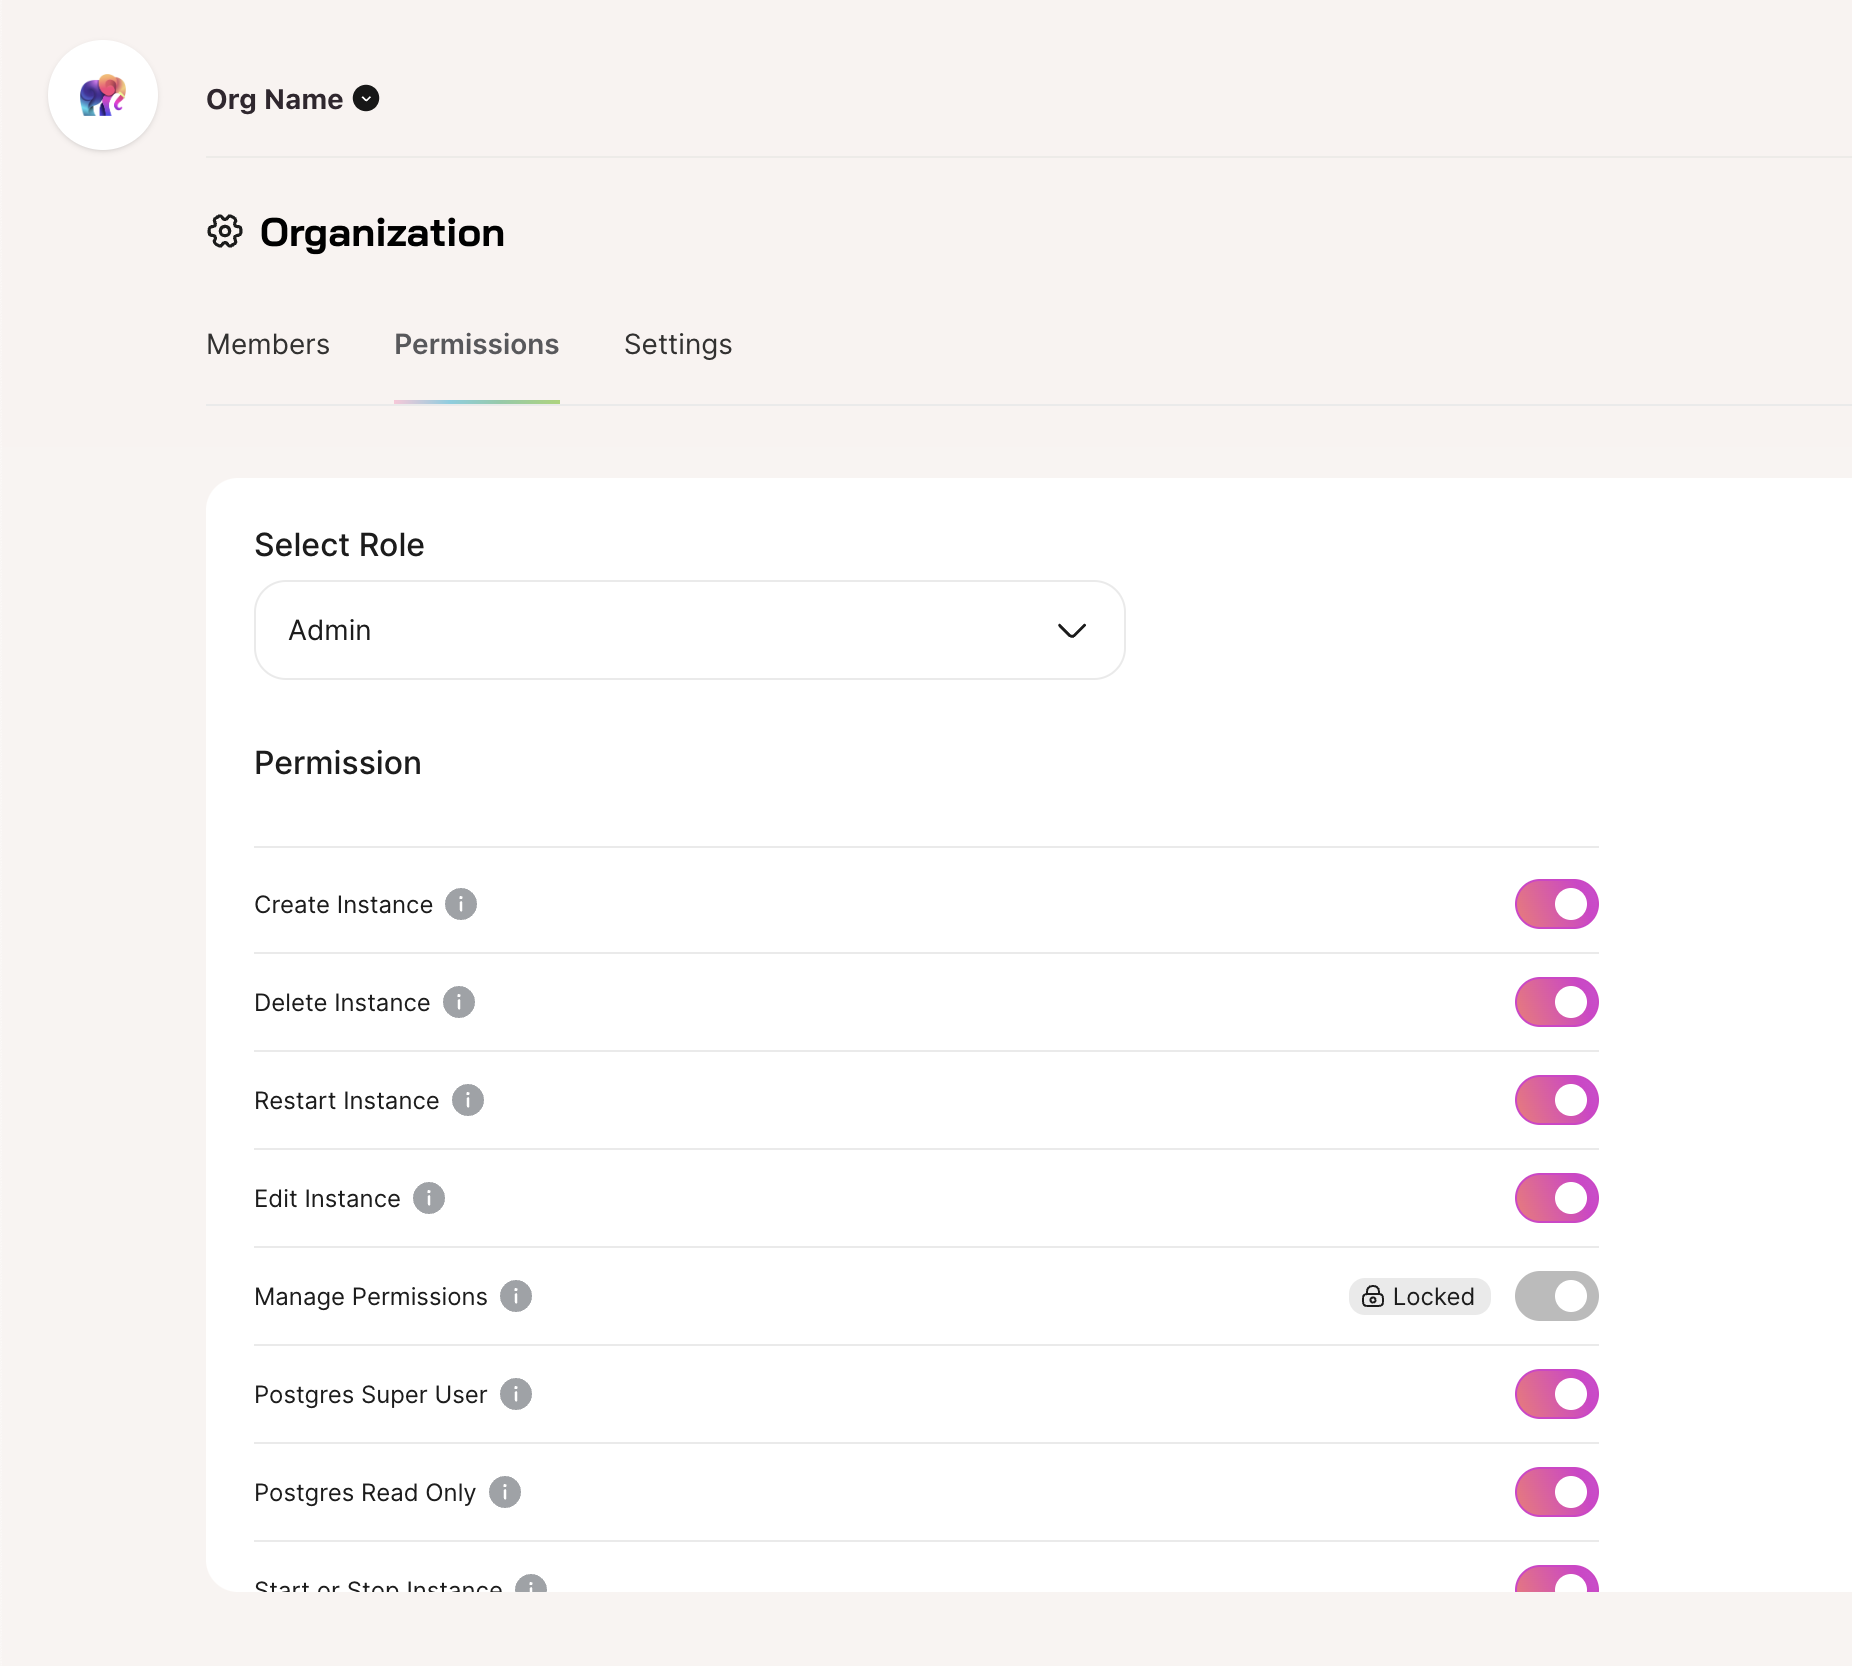 Org Name
Organization
Members Permissions Settings
Select Role
Admin
Permission
Create Instance
Delete Instance
Restart Instance
Edit Instance
Manage Permissions Locked
Postgres Super User
Postgres Read Only
Start or Stop Instance